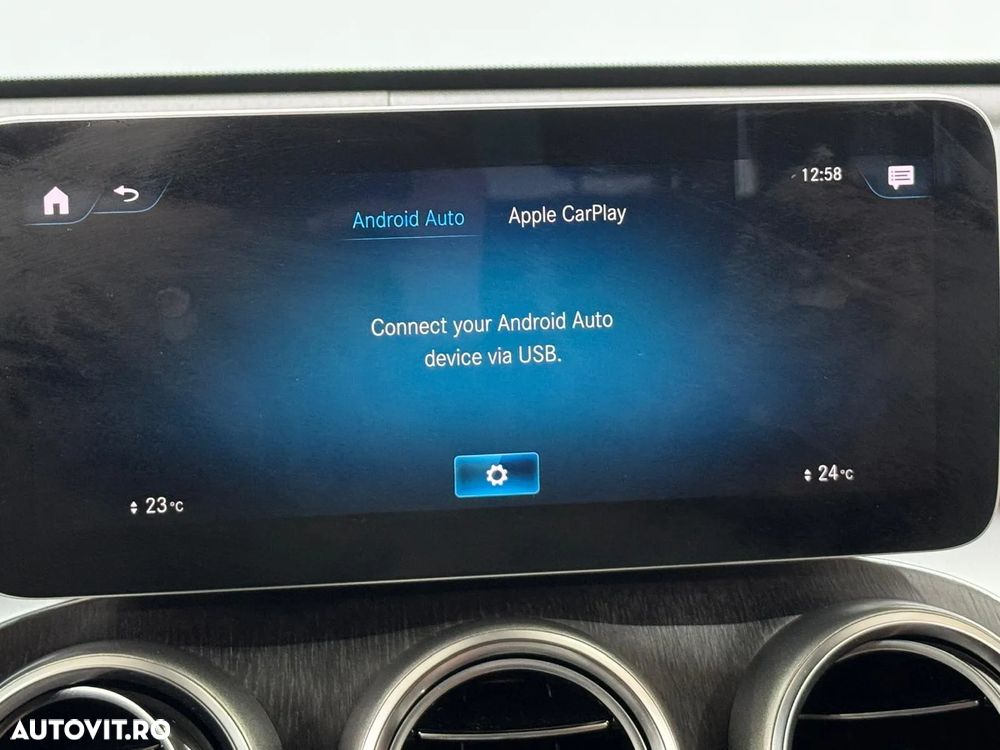 12:58
Android Auto Apple CarPlay
Connect your Android Auto
device via USB.
23°C
24°C
AUTOVIT.RO